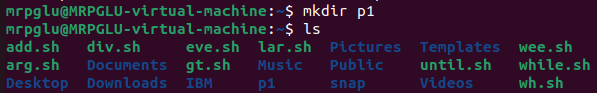 mrpglu@MRPGLU-virtual-machine:~$ mkdir p1
mrpglu@MRPGLU-virtual-machine:~$ ls
add.sh  div.sh  eve.sh  lar.sh  Pictures  Templates  wee.sh
arg.sh  Documents  gt.sh  Music  Public  until.sh  while.sh
Desktop  Downloads  IBM  p1  snap  Videos  wh.sh